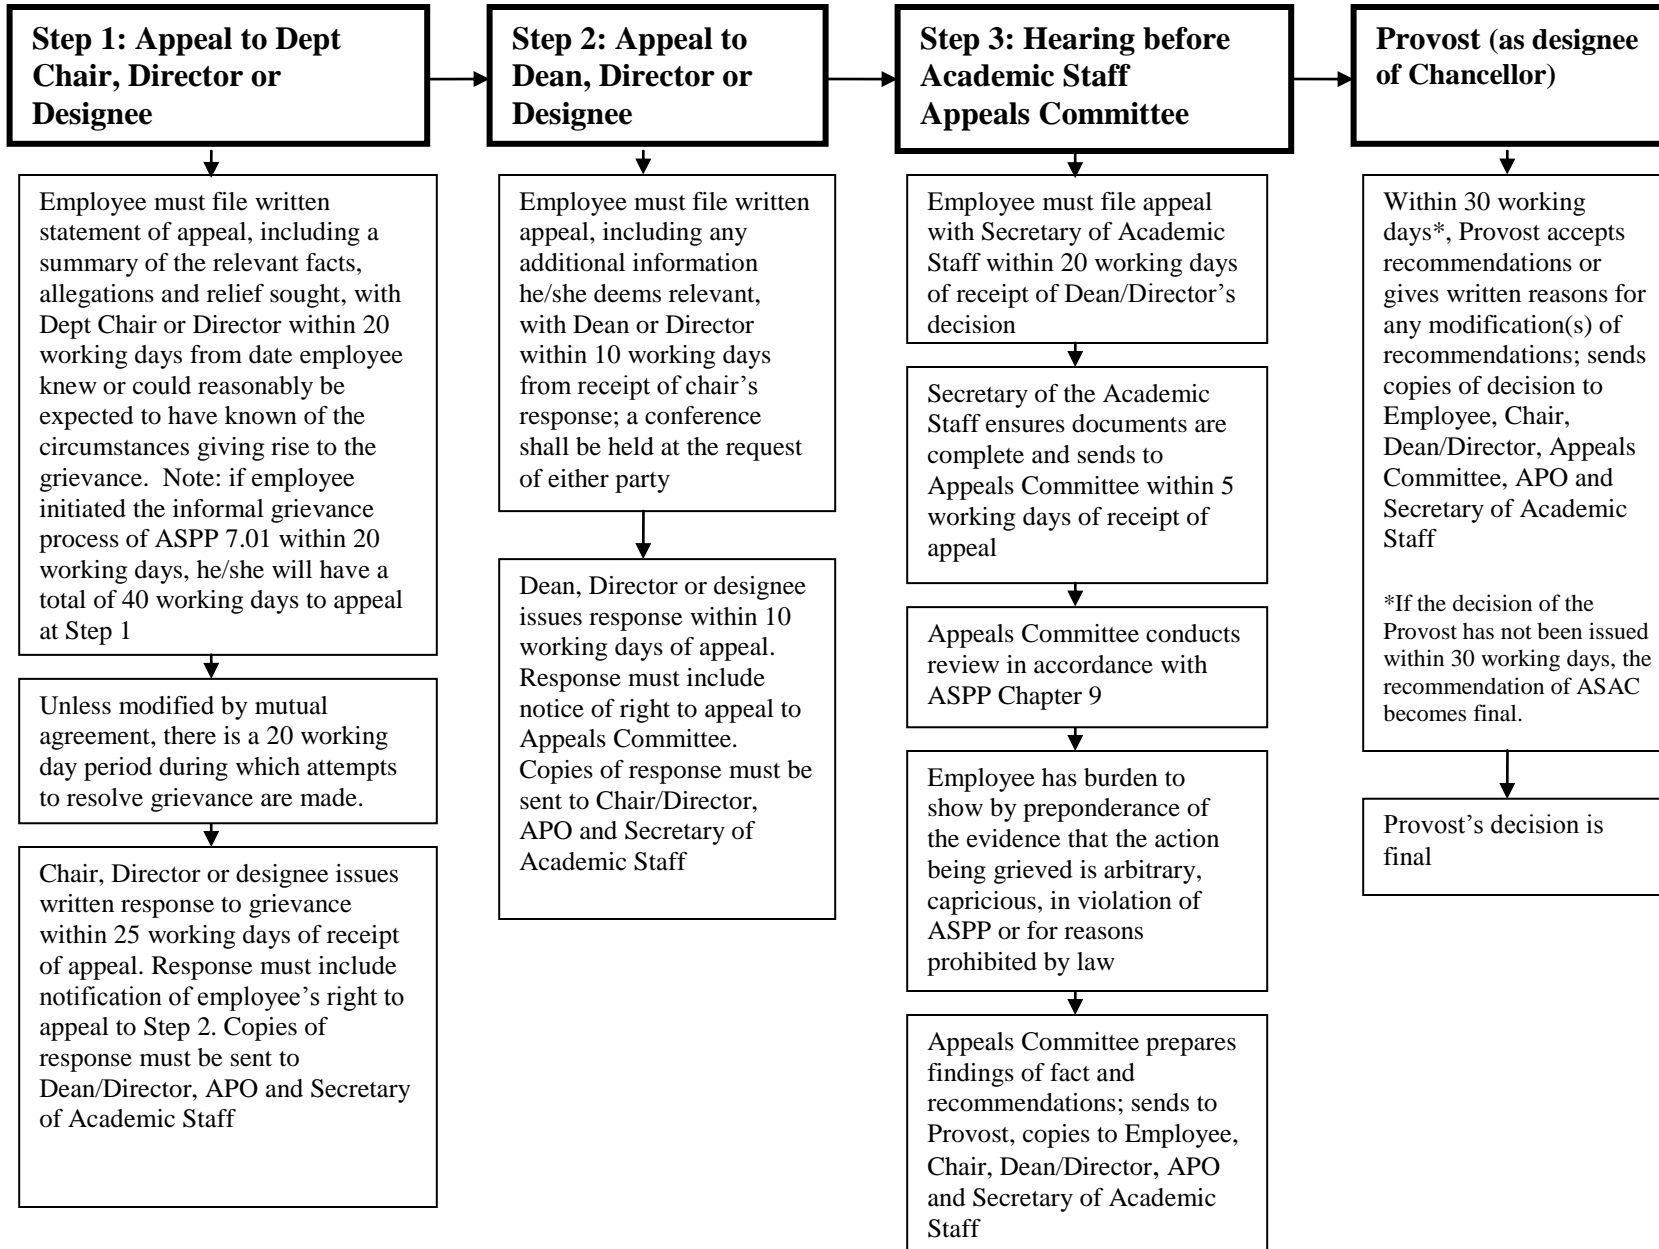 Step 1: Appeal to Dept
Chair, Director or
Designee
Employee must file written
statement of appeal, including a
summary of the relevant facts,
allegations and relief sought, with
Dept Chair or Director within 20
working days from date employee
knew or could reasonably be
expected to have known of the
circumstances giving rise to the
grievance.  Note: if employee
initiated the informal grievance
process of ASPP 7.01 within 20
working days, he/she will have a
total of 40 working days to appeal
at Step 1
Unless modified by mutual
agreement, there is a 20 working
day period during which attempts
to resolve grievance are made.
Chair, Director or designee issues
written response to grievance
within 25 working days of receipt
of appeal. Response must include
notification of employee’s right to
appeal to Step 2. Copies of
response must be sent to
Dean/Director, APO and Secretary
of Academic Staff
Step 2: Appeal to
Dean, Director or
Designee
Employee must file written
appeal, including any
additional information
he/she deems relevant,
with Dean or Director
within 10 working days
from receipt of chair’s
response; a conference
shall be held at the request
of either party
Dean, Director or designee
issues response within 10
working days of appeal.
Response must include
notice of right to appeal to
Appeals Committee.
Copies of response must be
sent to Chair/Director,
APO and Secretary of
Academic Staff
Step 3: Hearing before
Academic Staff
Appeals Committee
Employee must file appeal
with Secretary of Academic
Staff within 20 working days
of receipt of Dean/Director’s
decision
Secretary of the Academic
Staff ensures documents are
complete and sends to
Appeals Committee within 5
working days of receipt of
appeal
Appeals Committee conducts
review in accordance with
ASPP Chapter 9
Employee has burden to
show by preponderance of
the evidence that the action
being grieved is arbitrary,
capricious, in violation of
ASPP or for reasons
prohibited by law
Appeals Committee prepares
findings of fact and
recommendations; sends to
Provost, copies to Employee,
Chair, Dean/Director, APO
and Secretary of Academic
Staff
Provost (as designee
of Chancellor)
Within 30 working
days*, Provost accepts
recommendations or
gives written reasons for
any modification(s) of
recommendations; sends
copies of decision to
Employee, Chair,
Dean/Director, Appeals
Committee, APO and
Secretary of Academic
Staff
*If the decision of the
Provost has not been issued
within 30 working days, the
recommendation of ASAC
becomes final.
Provost’s decision is
final